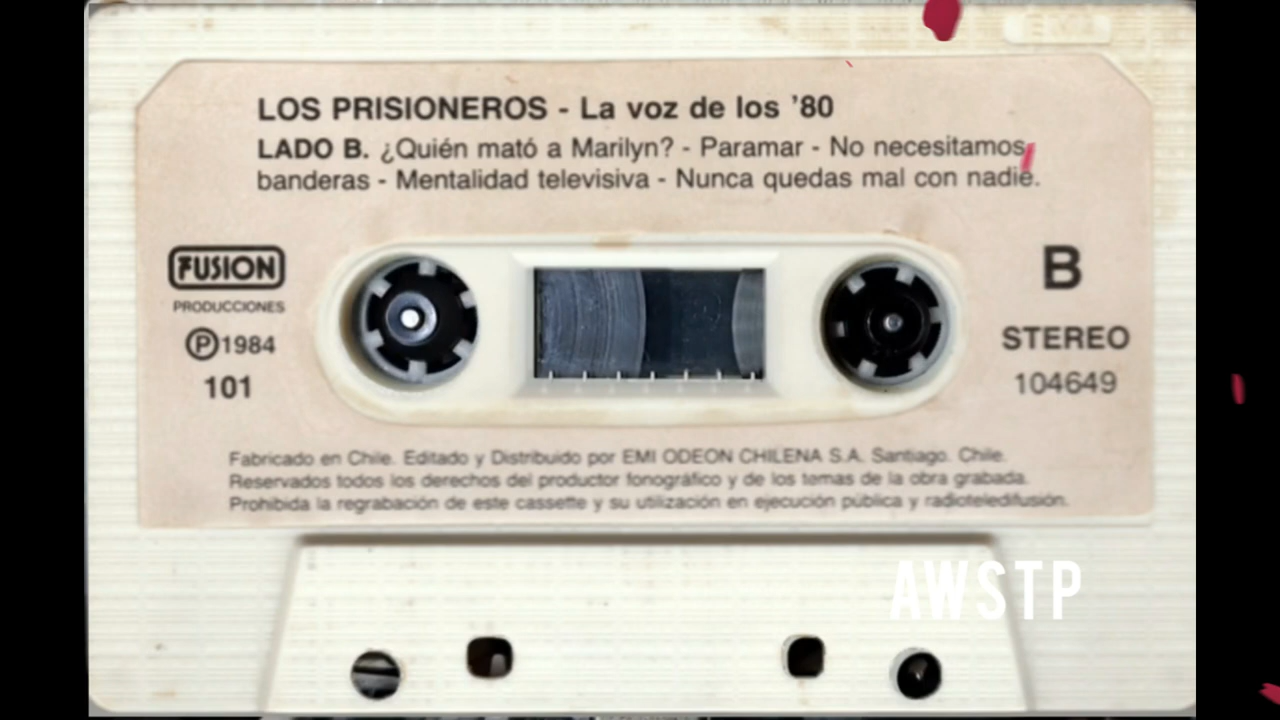 LOS PRISIONEROS - La voz de los '80
LADO B. ¿Quién mató a Marilyn? - Paramar - No necesitamos
banderas - Mentalidad televisiva - Nunca quedas mal con nadie.
FUSION
PRODUCCIONES
Ⓟ1984
101
B
STEREO
104649
Fabricado en Chile. Editado y Distribuido por EMI ODEON CHILENA S.A. Santiago. Chile.
Reservados todos los derechos del productor fonográfico y de los temas de la obra grabada.
Prohibida la regrabación de este cassette y su utilización en ejecución pública y radioteledifusión.
AWSTP